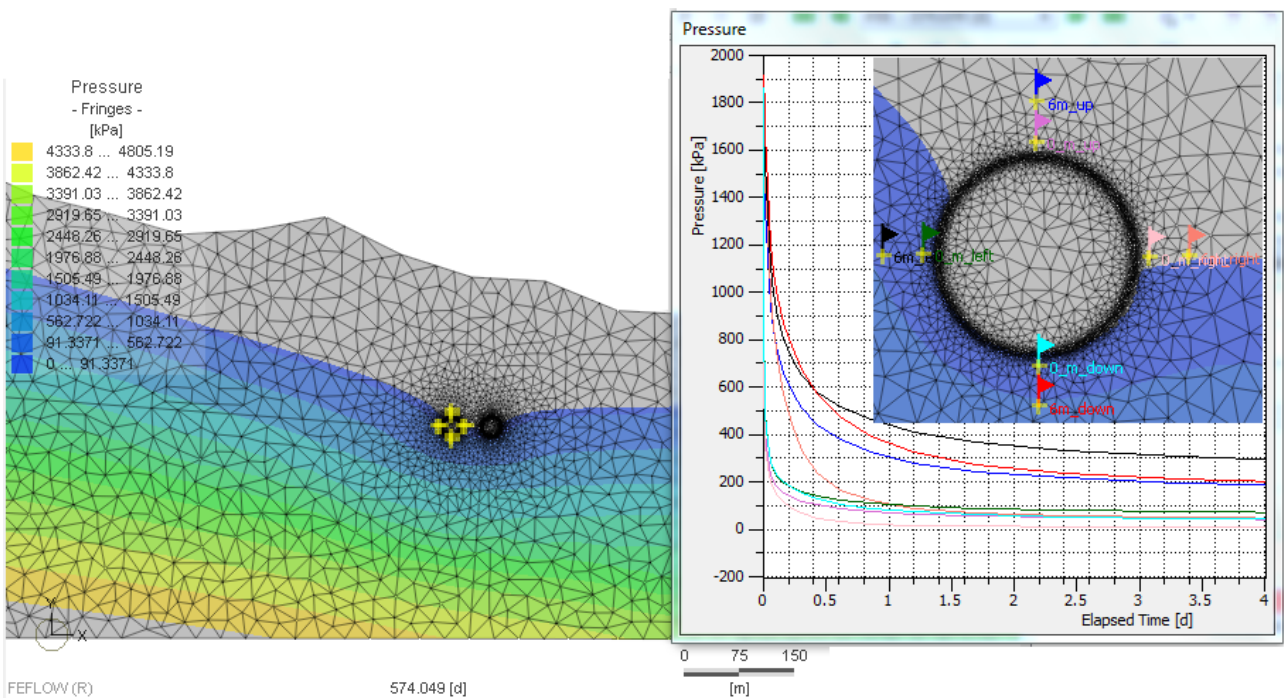 Pressure
- Fringes -
[kPa]
4333.8 ... 4805.19
3862.42 ... 4333.8
3391.03 ... 3862.42
2919.65 ... 3391.03
2448.26 ... 2919.65
1976.88 ... 2448.26
1505.49 ... 1976.88
1034.11 ... 1505.49
562.722 ... 1034.11
91.3371 ... 562.722
0 ... 91.3371
Y
X
FEFLOW (R)
574.049 [d]
0 75 150
[m]
Pressure
Pressure [kPa]
2000
1800
1600
1400
1200
1000
800
600
400
200
0
-200
0 0.5 1 1.5 2 2.5 3 3.5 4
Elapsed Time [d]
6m_up
0_m_left
0_m_down
6m_down